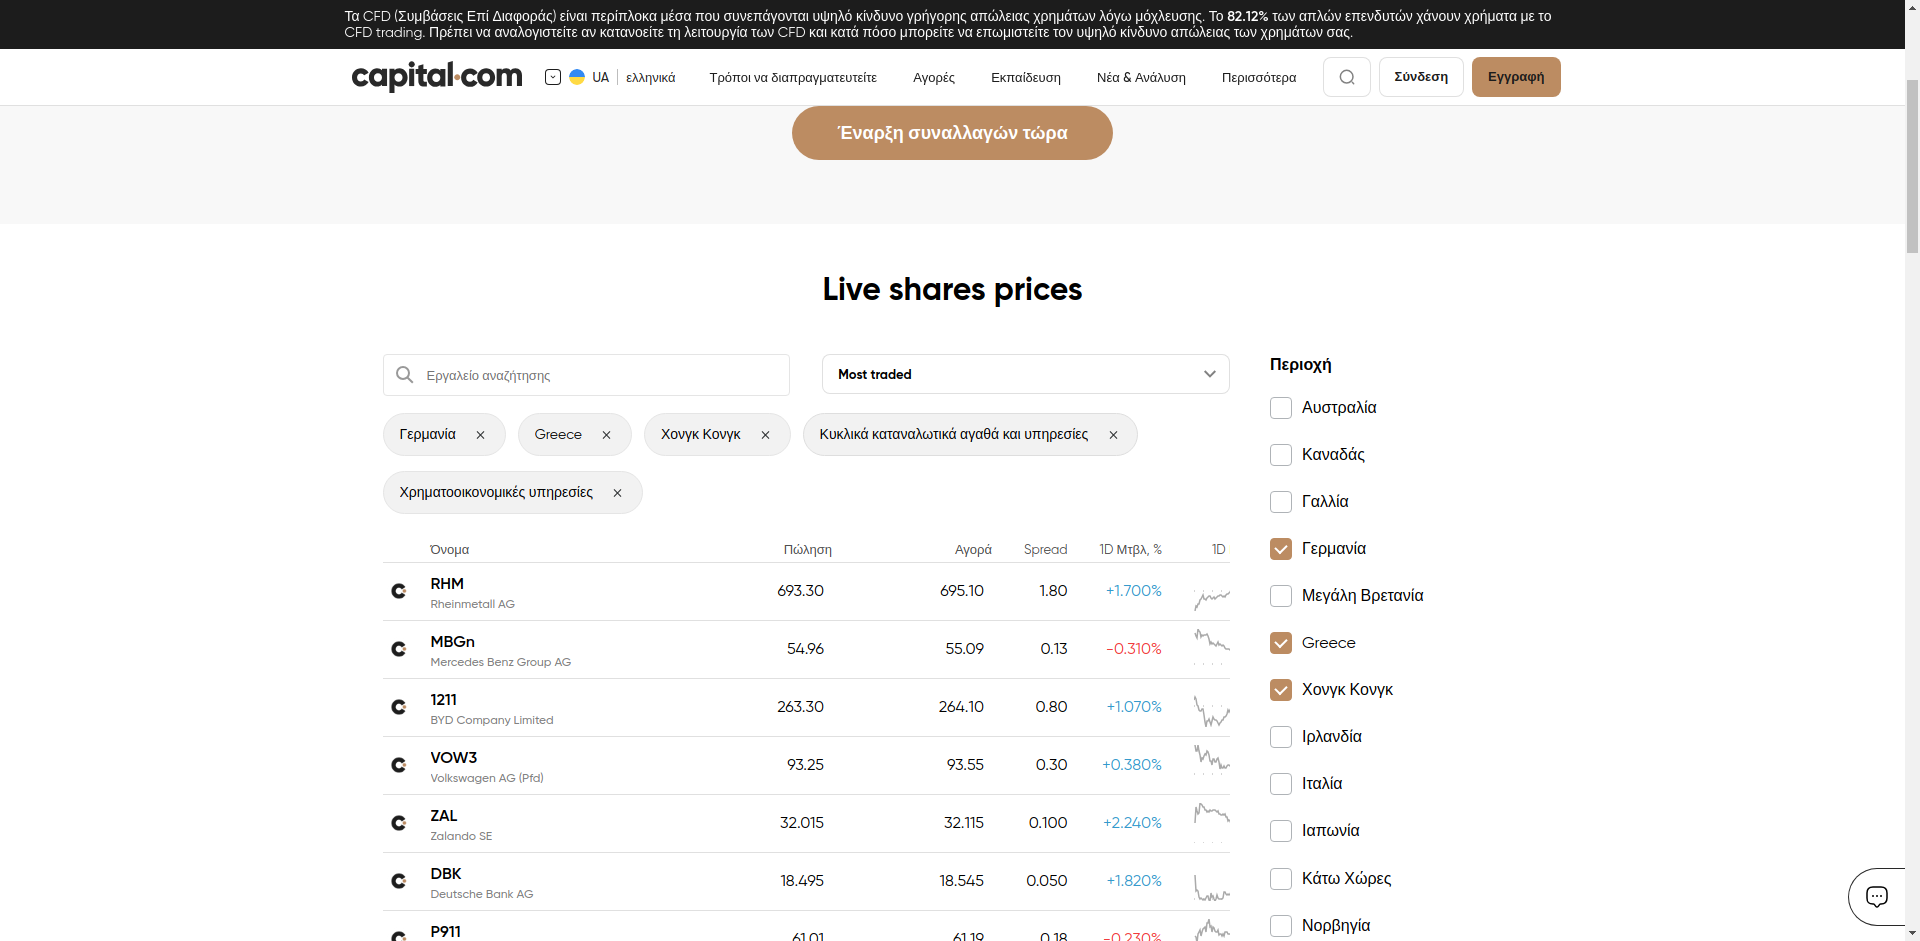 Τα CFD (Συμβάσεις Επί Διαφοράς) είναι περίπλοκα μέσα που συνεπάγονται υψηλό κίνδυνο γρήγορης απώλειας χρημάτων λόγω μόχλευσης. Το 82.12% των απλών επενδυτών χάνουν χρήματα με το
CFD trading. Πρέπει να αναλογιστείτε αν κατανοείτε τη λειτουργία των CFD και κατά πόσο μπορείτε να επωμιστείτε τον υψηλό κίνδυνο απώλειας των χρημάτων σας.
capital.com UA ελληνικά Τρόποι να διαπραγματευτείτε Αγορές Εκπαίδευση Νέα & Ανάλυση Περισσότερα Σύνδεση Εγγραφή
Έναρξη συναλλαγών τώρα
Live shares prices
Εργαλείο αναζήτησης Most traded
Γερμανία Greece Χονγκ Κονγκ Κυκλικά καταναλωτικά αγαθά και υπηρεσίες
Χρηματοοικονομικές υπηρεσίες
Όνομα Πώληση Αγορά Spread 1D Μτβλ, % 1D
RHM 693.30 695.10 1.80 +1.700%
Rheinmetall AG
MBGn 54.96 55.09 0.13 -0.310%
Mercedes Benz Group AG
1211 263.30 264.10 0.80 +1.070%
BYD Company Limited
VOW3 93.25 93.55 0.30 +0.380%
Volkswagen AG (Pfd)
ZAL 32.015 32.115 0.100 +2.240%
Zalando SE
DBK 18.495 18.545 0.050 +1.820%
Deutsche Bank AG
P911 61.01 61.19 0.18 -0.230%
Περιοχή
Αυστραλία
Καναδάς
Γαλλία
Γερμανία
Μεγάλη Βρετανία
Greece
Χονγκ Κονγκ
Ιρλανδία
Ιταλία
Ιαπωνία
Κάτω Χώρες
Νορβηγία